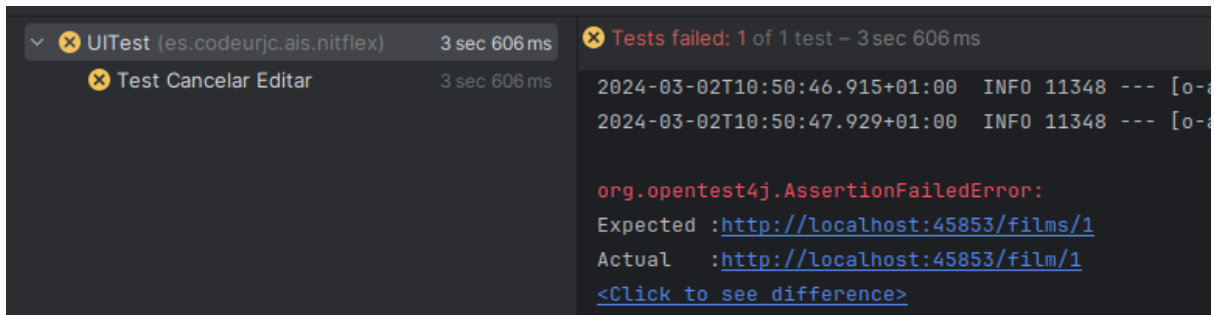 UITest (es.codeurjc.ais.nitflex) 3 sec 606 ms
Test Cancelar Editar 3 sec 606 ms
Tests failed: 1 of 1 test – 3 sec 606 ms
2024-03-02T10:50:46.915+01:00  INFO 11348 --- [o-a
2024-03-02T10:50:47.929+01:00  INFO 11348 --- [o-a
org.opentest4j.AssertionFailedError:
Expected :http://localhost:45853/films/1
Actual   :http://localhost:45853/film/1
<Click to see difference>